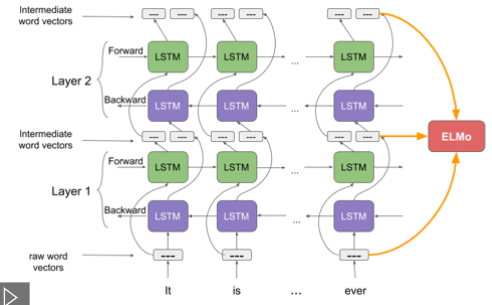 Intermediate
word vectors
--- --- --- --- --- ---
Forward
LSTM LSTM ... LSTM
Layer 2
Backward
LSTM LSTM ... LSTM
Intermediate
word vectors
--- --- --- --- --- ---
ELMo
Forward
LSTM LSTM ... LSTM
Layer 1
Backward
LSTM LSTM ... LSTM
raw word
vectors
--- --- ---
It is ... ever